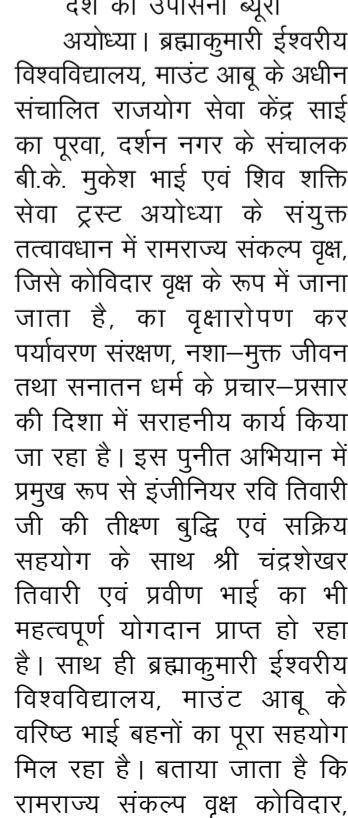 देश की उपासना ब्यूरो
अयोध्या। ब्रह्माकुमारी ईश्वरीय
विश्वविद्यालय, माउंट आबू के अधीन
संचालित राजयोग सेवा केंद्र साई
का पूरवा, दर्शन नगर के संचालक
बी.के. मुकेश भाई एवं शिव शक्ति
सेवा ट्रस्ट अयोध्या के संयुक्त
तत्वावधान में रामराज्य संकल्प वृक्ष,
जिसे कोविदार वृक्ष के रूप में जाना
जाता है, का वृक्षारोपण कर
पर्यावरण संरक्षण, नशा–मुक्त जीवन
तथा सनातन धर्म के प्रचार–प्रसार
की दिशा में सराहनीय कार्य किया
जा रहा है। इस पुनीत अभियान में
प्रमुख रूप से इंजीनियर रवि तिवारी
जी की तीक्ष्ण बुद्धि एवं सक्रिय
सहयोग के साथ श्री चंद्रशेखर
तिवारी एवं प्रवीण भाई का भी
महत्वपूर्ण योगदान प्राप्त हो रहा
है। साथ ही ब्रह्माकुमारी ईश्वरीय
विश्वविद्यालय, माउंट आबू के
वरिष्ठ भाई बहनों का पूरा सहयोग
मिल रहा है। बताया जाता है कि
रामराज्य संकल्प वृक्ष कोविदार,